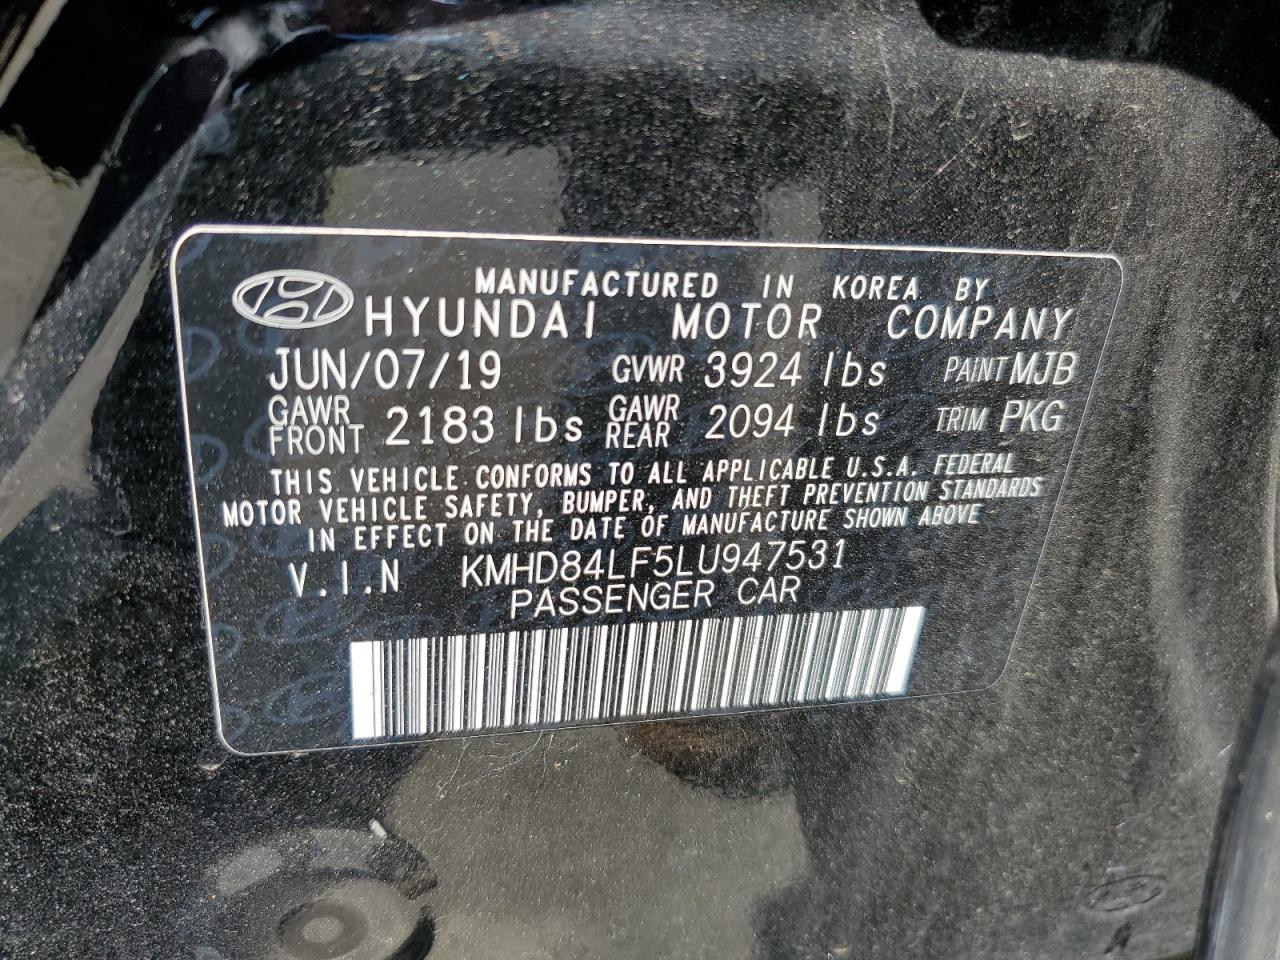 MANUFACTURED IN KOREA BY
HYUNDAI MOTOR COMPANY
JUN/07/19 GVWR 3924 lbs PAINT MJB
GAWR FRONT 2183 lbs GAWR REAR 2094 lbs TRIM PKG
THIS VEHICLE CONFORMS TO ALL APPLICABLE U.S.A. FEDERAL
MOTOR VEHICLE SAFETY, BUMPER, AND THEFT PREVENTION STANDARDS
IN EFFECT ON THE DATE OF MANUFACTURE SHOWN ABOVE
V.I.N KMHD84LF5LU947531
PASSENGER CAR